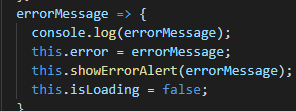 errorMessage => {
console.log(errorMessage);
this.error = errorMessage;
this.showErrorAlert(errorMessage);
this.isLoading = false;
}